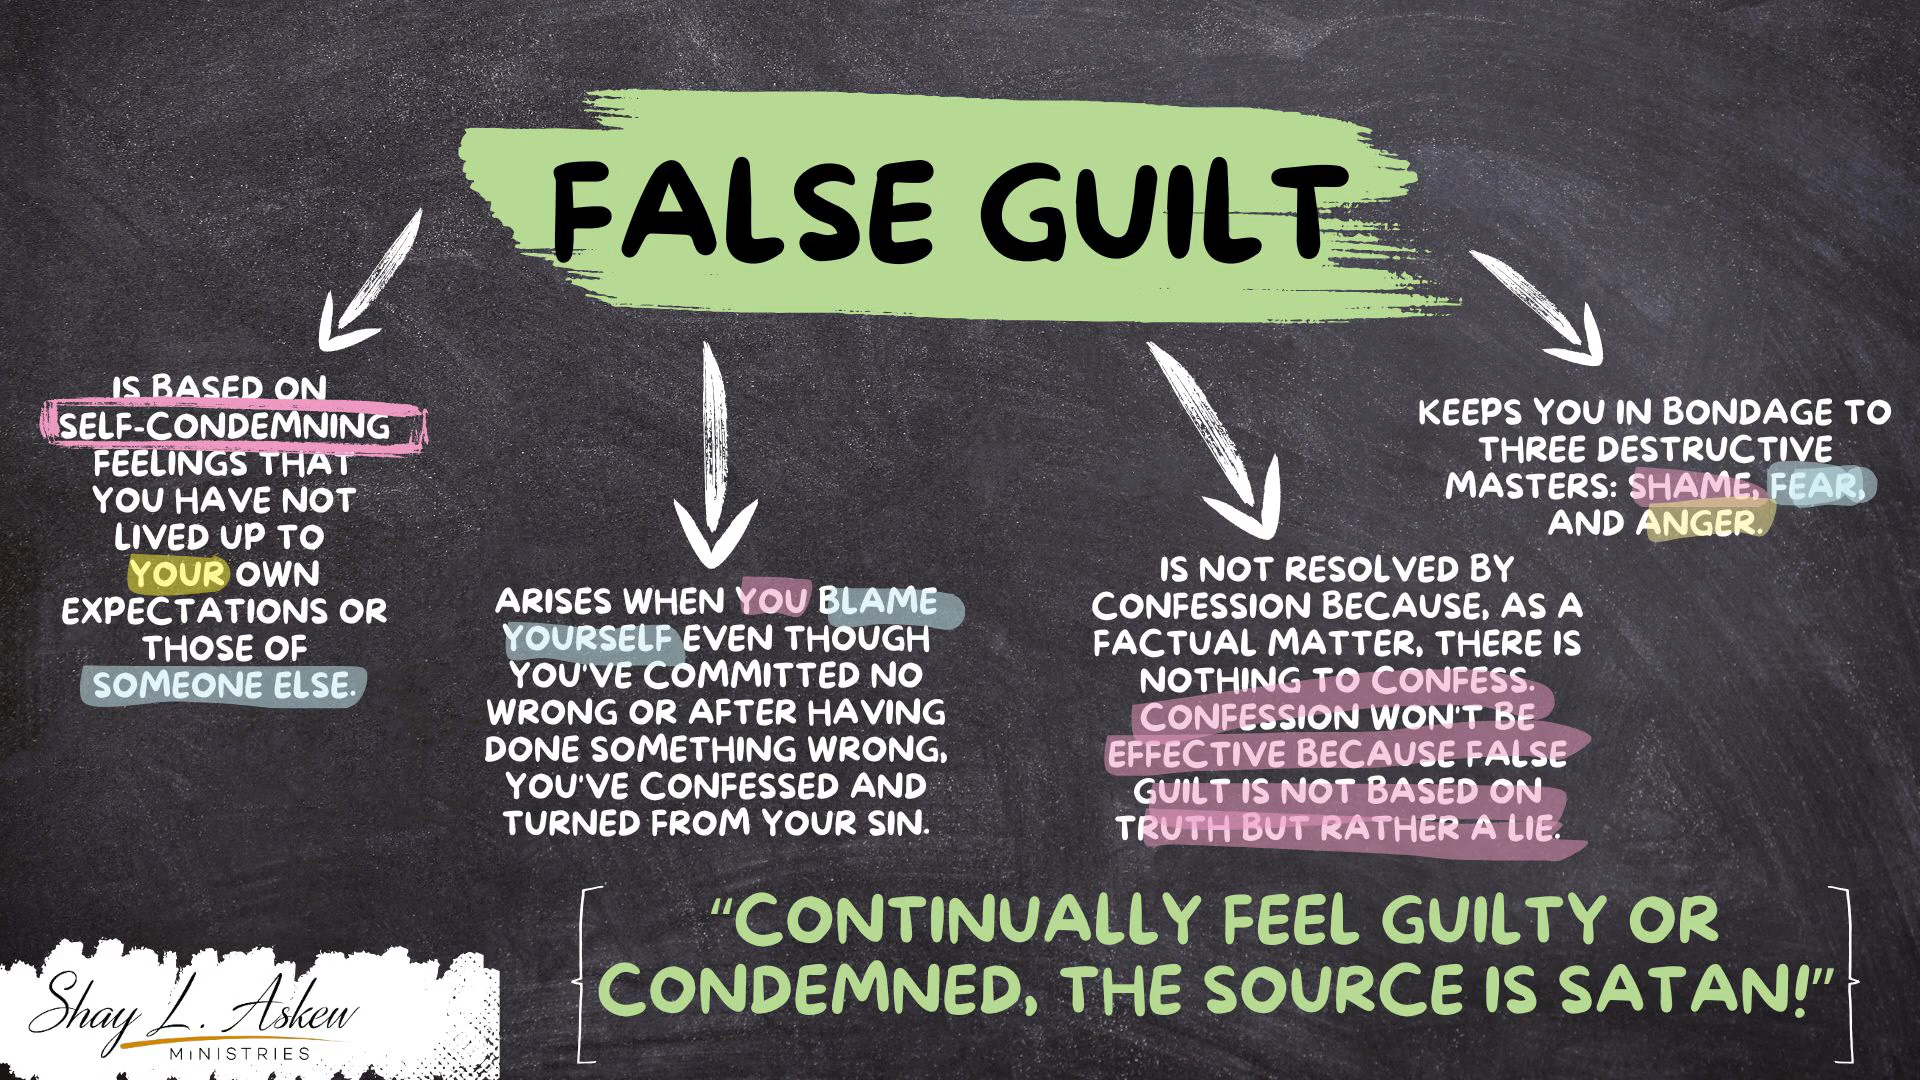 FALSE GUILT
IS BASED ON
SELF-CONDEMNING
FEELINGS THAT
YOU HAVE NOT
LIVED UP TO
YOUR OWN
EXPECTATIONS OR
THOSE OF
SOMEONE ELSE.
ARISES WHEN YOU BLAME
YOURSELF EVEN THOUGH
YOU'VE COMMITTED NO
WRONG OR AFTER HAVING
DONE SOMETHING WRONG,
YOU'VE CONFESSED AND
TURNED FROM YOUR SIN.
IS NOT RESOLVED BY
CONFESSION BECAUSE, AS A
FACTUAL MATTER, THERE IS
NOTHING TO CONFESS.
CONFESSION WON'T BE
EFFECTIVE BECAUSE FALSE
GUILT IS NOT BASED ON
TRUTH BUT RATHER A LIE.
KEEPS YOU IN BONDAGE TO
THREE DESTRUCTIVE
MASTERS: SHAME, FEAR,
AND ANGER.
"CONTINUALLY FEEL GUILTY OR
CONDEMNED, THE SOURCE IS SATAN!"
Shay L. Askew
MINISTRIES